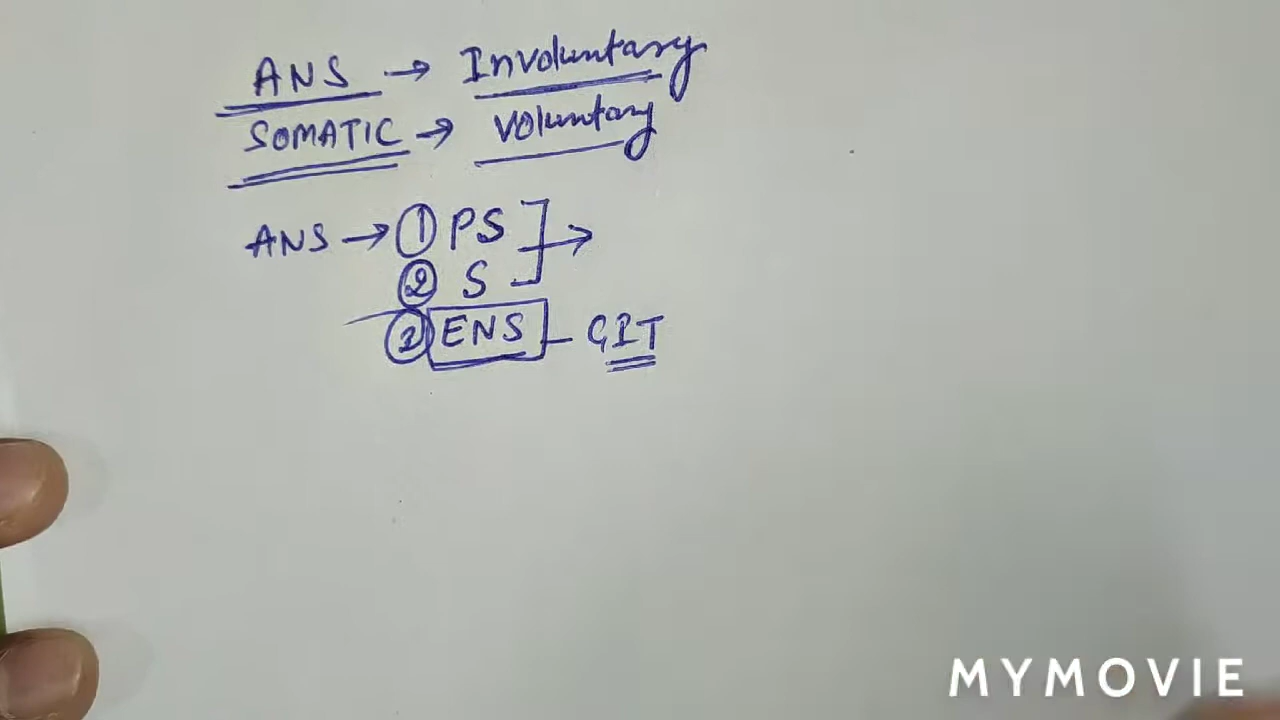 ANS → Involuntary
SOMATIC → Voluntary
ANS → ① PS
② S
③ ENS - GIT
MYMOVIE